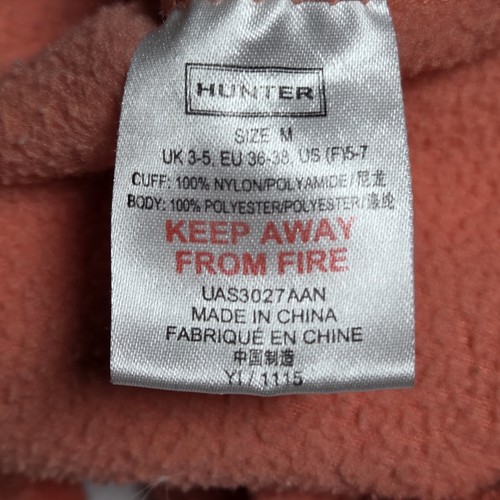 HUNTER
SIZE M
UK 3-5, EU 36-38, US (F)5-7
CUFF: 100% NYLON/POLYAMIDE/尼龙
BODY: 100% POLYESTER/POLYESTER/涤纶
KEEP AWAY
FROM FIRE
UAS3027AAN
MADE IN CHINA
FABRIQUÉ EN CHINE
中国制造
YI / 1115